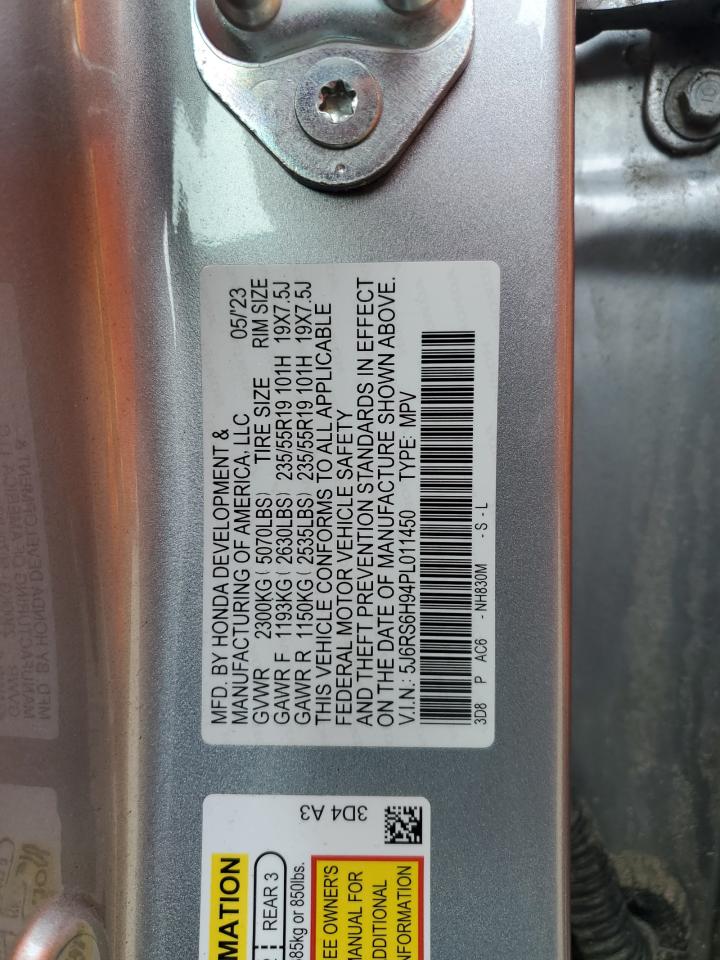 MFD. BY HONDA DEVELOPMENT &
MANUFACTURING OF AMERICA, LLC 05/'23
GVWR 2300KG ( 5070LBS) TIRE SIZE RIM SIZE
GAWR F 1193KG ( 2630LBS) 235/55R19 101H 19X7.5J
GAWR R 1150KG ( 2535LBS) 235/55R19 101H 19X7.5J
THIS VEHICLE CONFORMS TO ALL APPLICABLE
FEDERAL MOTOR VEHICLE SAFETY
AND THEFT PREVENTION STANDARDS IN EFFECT
ON THE DATE OF MANUFACTURE SHOWN ABOVE.
V.I.N.: 5J6RS6H94PL011450 TYPE: MPV
3D8 P AC6 - NH830M - S - L
3D4 A3
MATION
REAR 3
385kg or 850lbs.
EE OWNER'S
MANUAL FOR
ADDITIONAL
NFORMATION